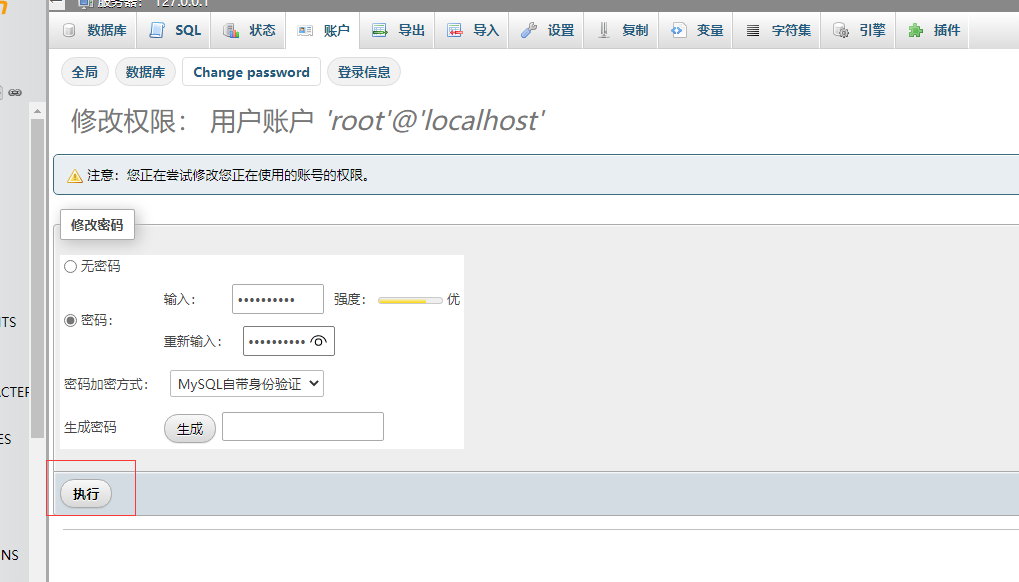 服务器: 127.0.0.1
数据库 SQL 状态 账户 导出 导入 设置 复制 变量 字符集 引擎 插件
全局 数据库 Change password 登录信息
修改权限: 用户账户 'root'@'localhost'
注意: 您正在尝试修改您正在使用的账号的权限。
修改密码
无密码
密码:
输入: •••••••••• 强度: 优
重新输入: ••••••••••
密码加密方式: MySQL自带身份验证
生成密码 生成
执行
NTS
ACTER
ES
NS